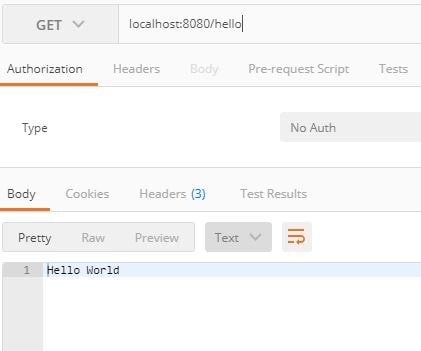 GET localhost:8080/hello
Authorization Headers Body Pre-request Script Tests
Type No Auth
Body Cookies Headers (3) Test Results
Pretty Raw Preview Text
1 Hello World